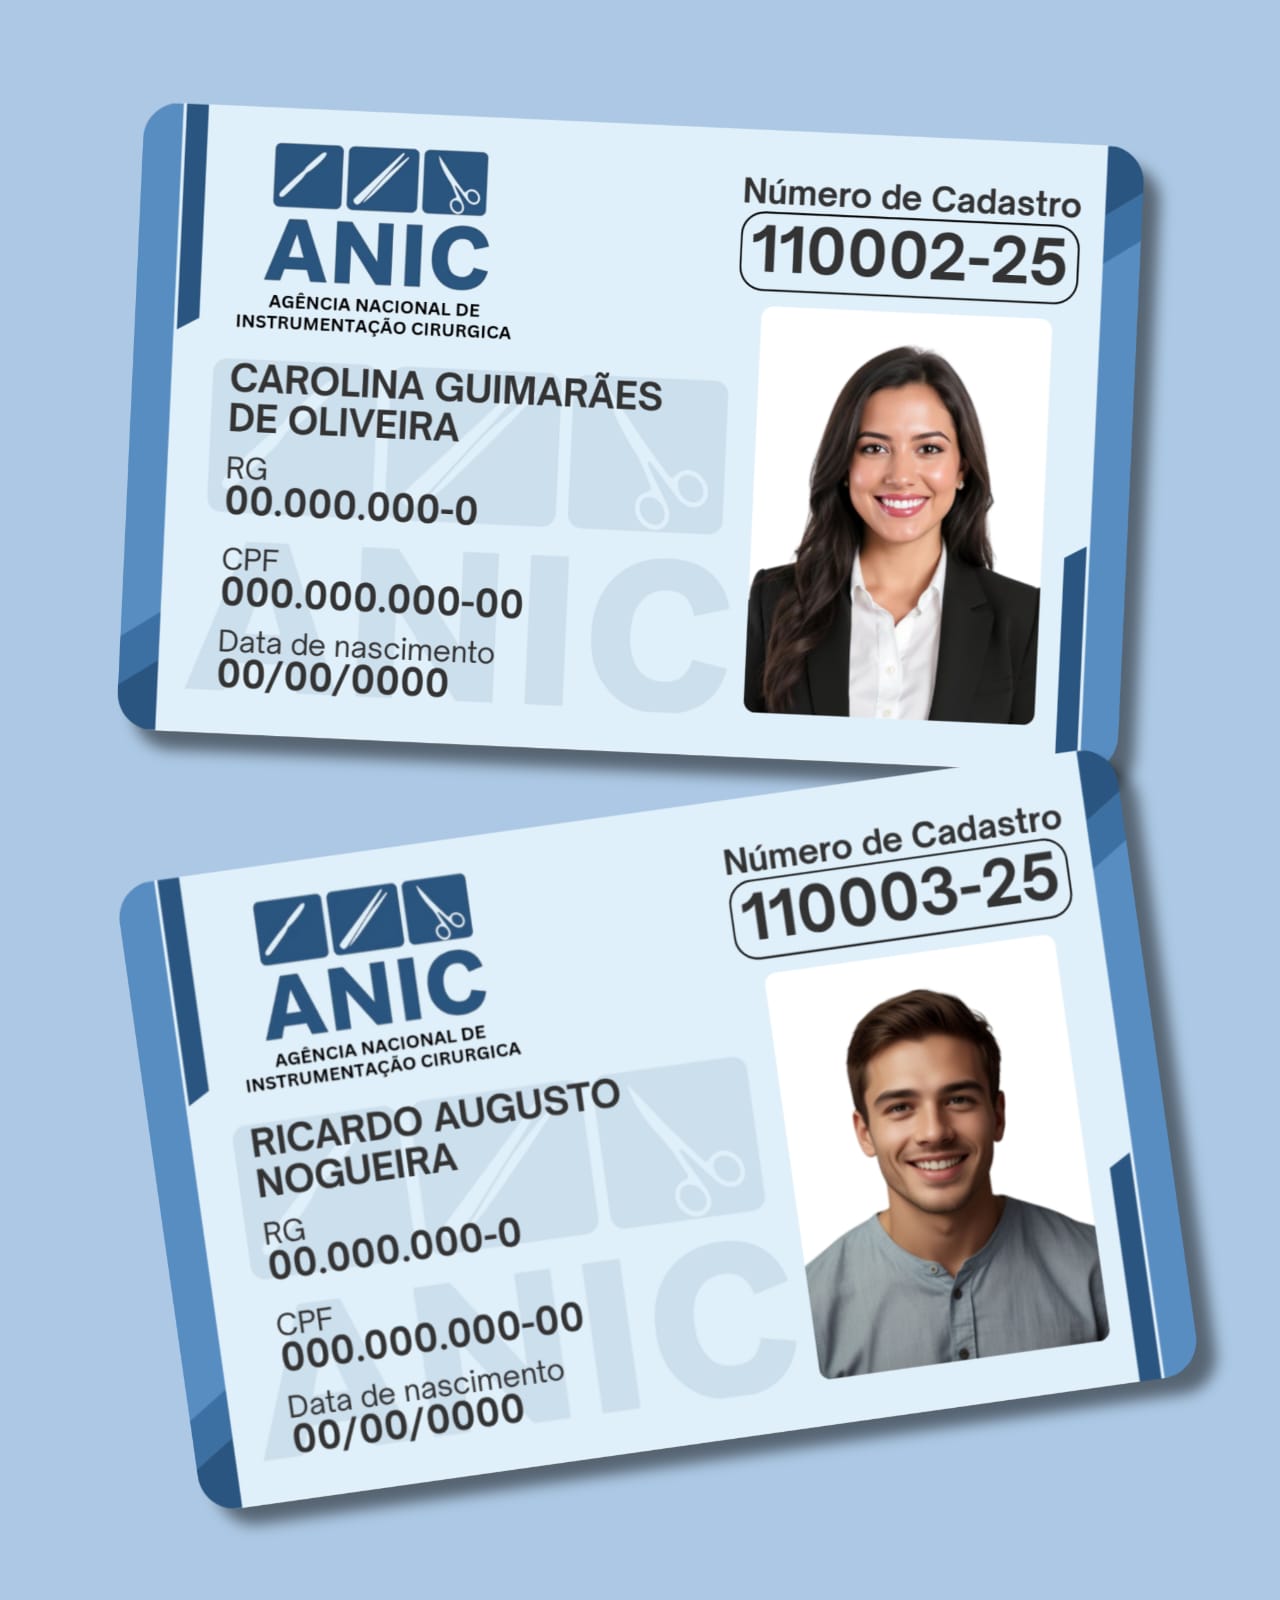 ANIC
AGÊNCIA NACIONAL DE
INSTRUMENTAÇÃO CIRURGICA
Número de Cadastro
110002-25
CAROLINA GUIMARÃES
DE OLIVEIRA
RG
00.000.000-0
CPF
000.000.000-00
Data de nascimento
00/00/0000
ANIC
ANIC
AGÊNCIA NACIONAL DE
INSTRUMENTAÇÃO CIRURGICA
Número de Cadastro
110003-25
RICARDO AUGUSTO
NOGUEIRA
RG
00.000.000-0
CPF
000.000.000-00
Data de nascimento
00/00/0000
ANIC